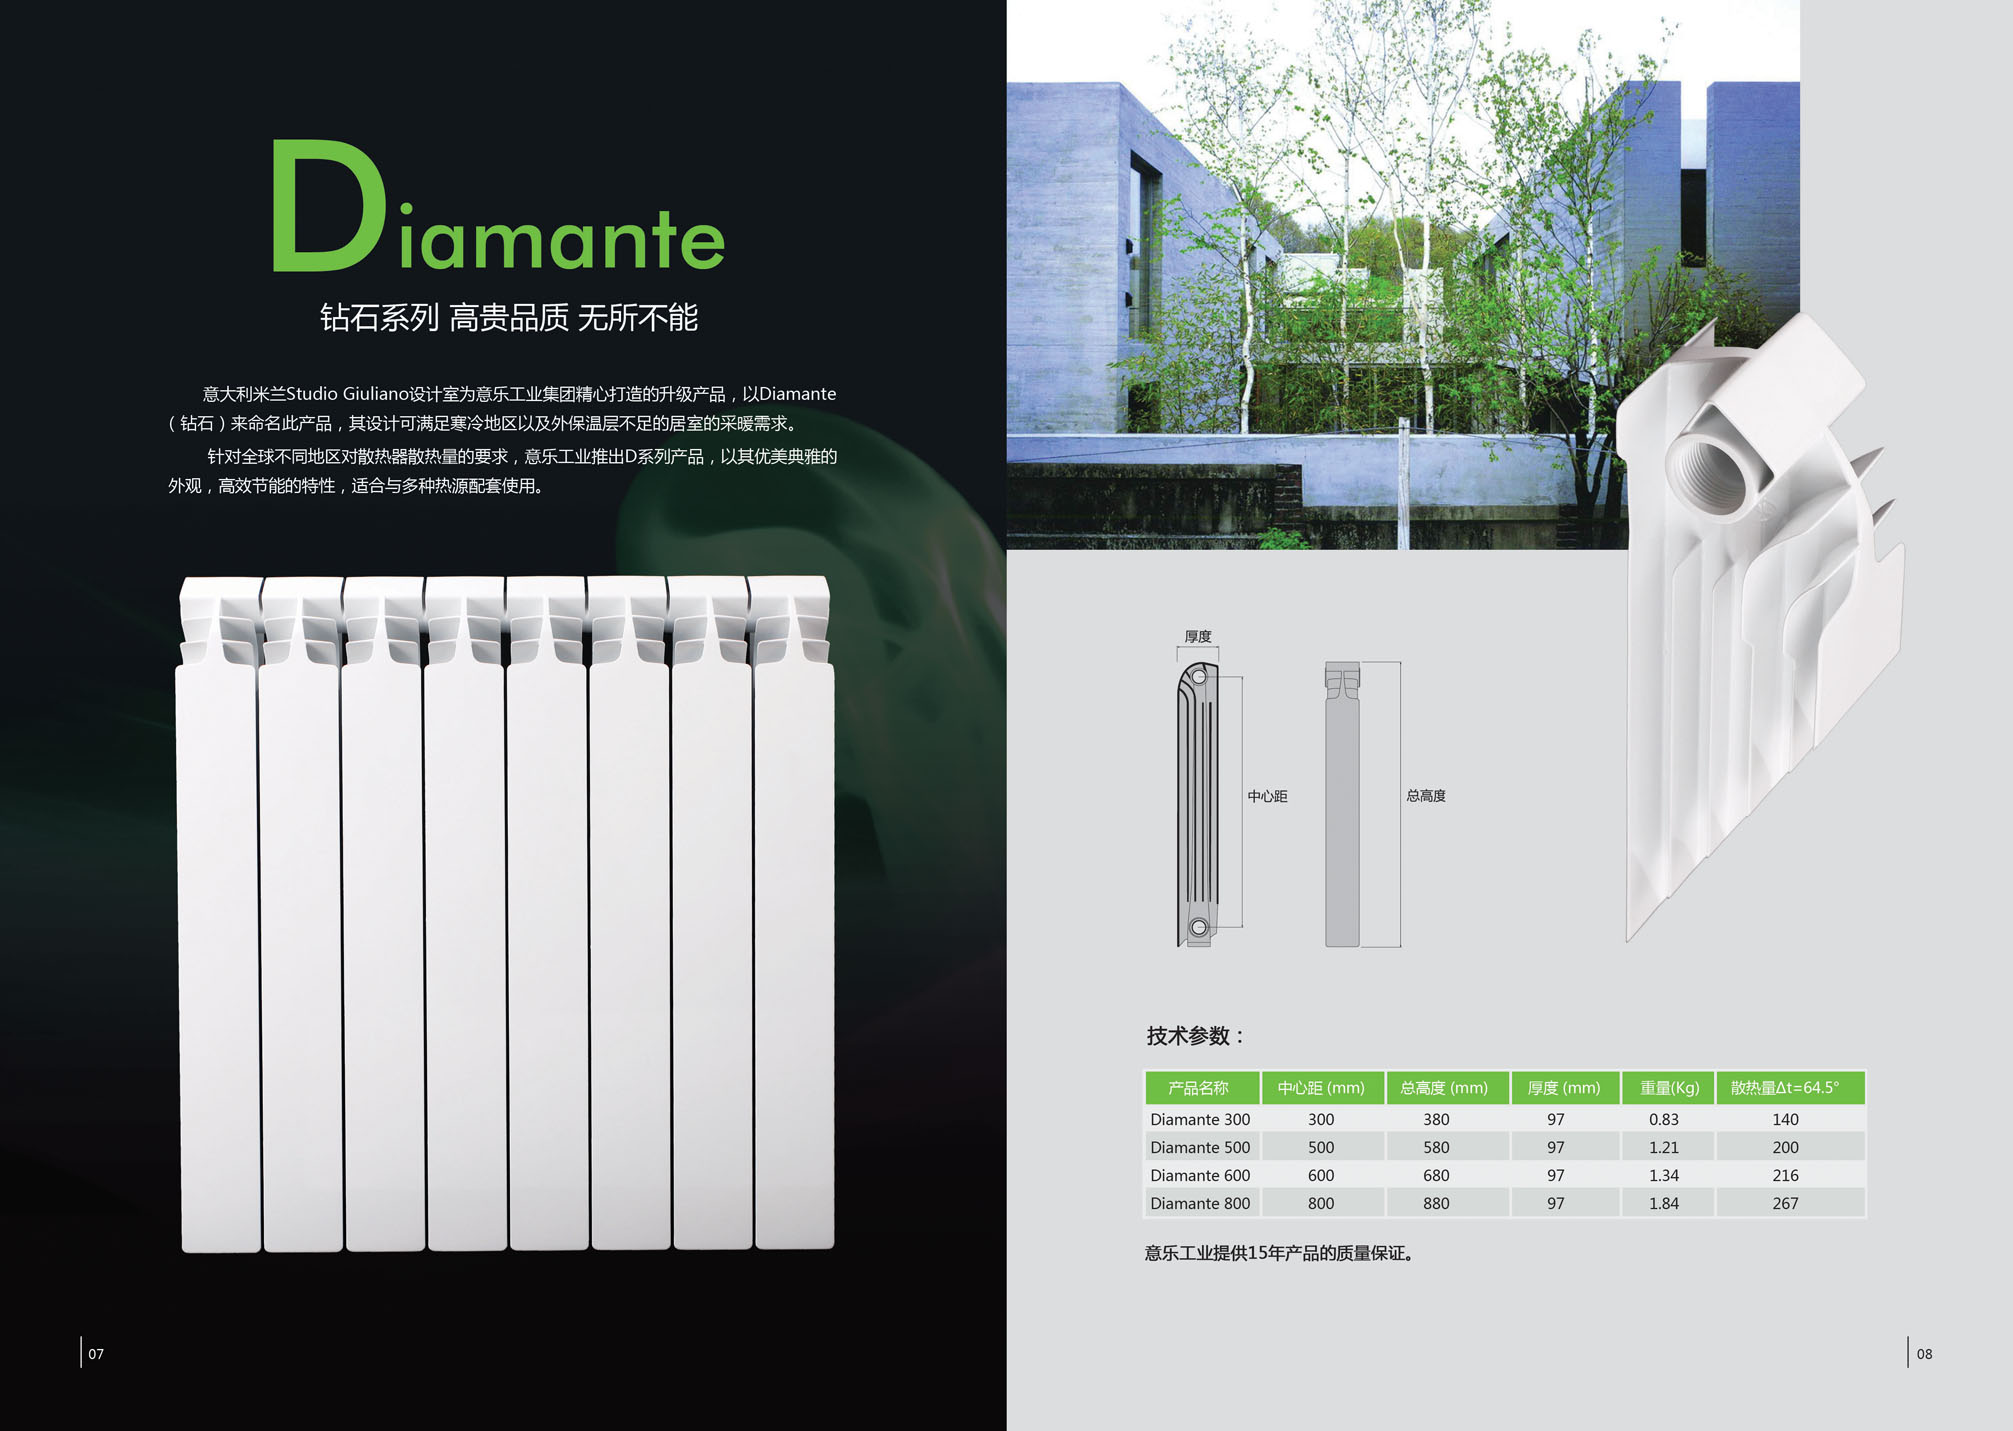 Diamante
钻石系列 高贵品质 无所不能
意大利米兰Studio Giuliano设计室为意乐工业集团精心打造的升级产品，以Diamante
（钻石）来命名此产品，其设计可满足寒冷地区以及外保温层不足的居室的采暖需求。
针对全球不同地区对散热器散热量的要求，意乐工业推出D系列产品，以其优美典雅的
外观，高效节能的特性，适合与多种热源配套使用。
07
厚度
中心距
总高度
技术参数：
产品名称 中心距 (mm) 总高度 (mm) 厚度 (mm) 重量(Kg) 散热量Δt=64.5°
Diamante 300 300 380 97 0.83 140
Diamante 500 500 580 97 1.21 200
Diamante 600 600 680 97 1.34 216
Diamante 800 800 880 97 1.84 267
意乐工业提供15年产品的质量保证。
08